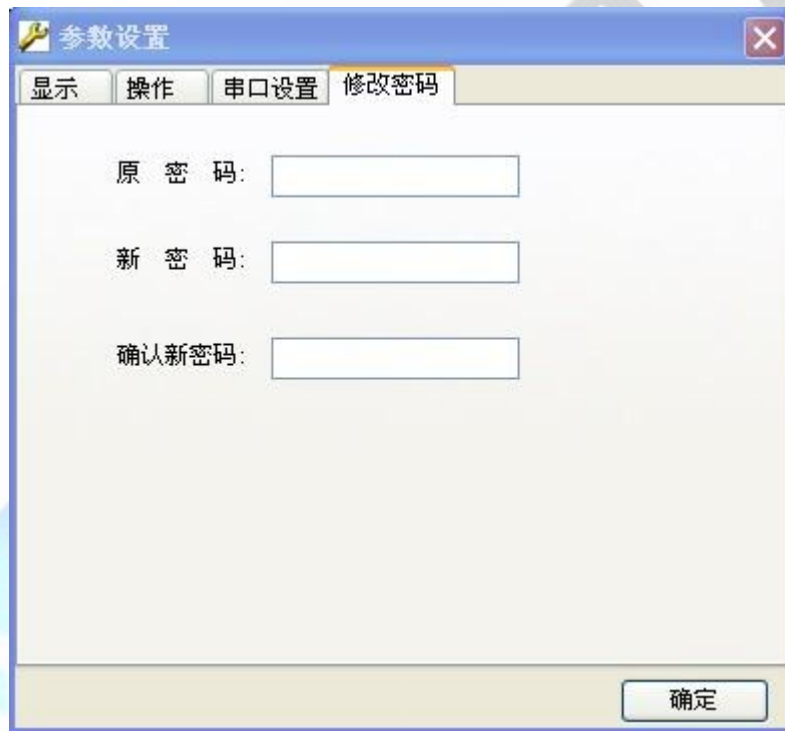 参数设置
显示 操作 串口设置 修改密码
原 密 码:
新 密 码:
确认新密码:
确定